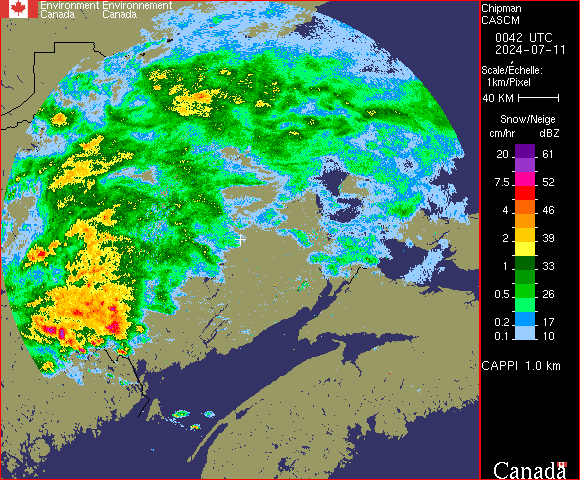 Environment Environnement
Canada Canada
Chipman
CASCM
0042 UTC
2024-07-11
Scale/Échelle:
1km/Pixel
40 KM
Snow/Neige
cm/hr dBZ
20 61
7.5 52
4 46
2 39
1 33
0.5 26
0.2 17
0.1 10
CAPPI 1.0 km
Canada